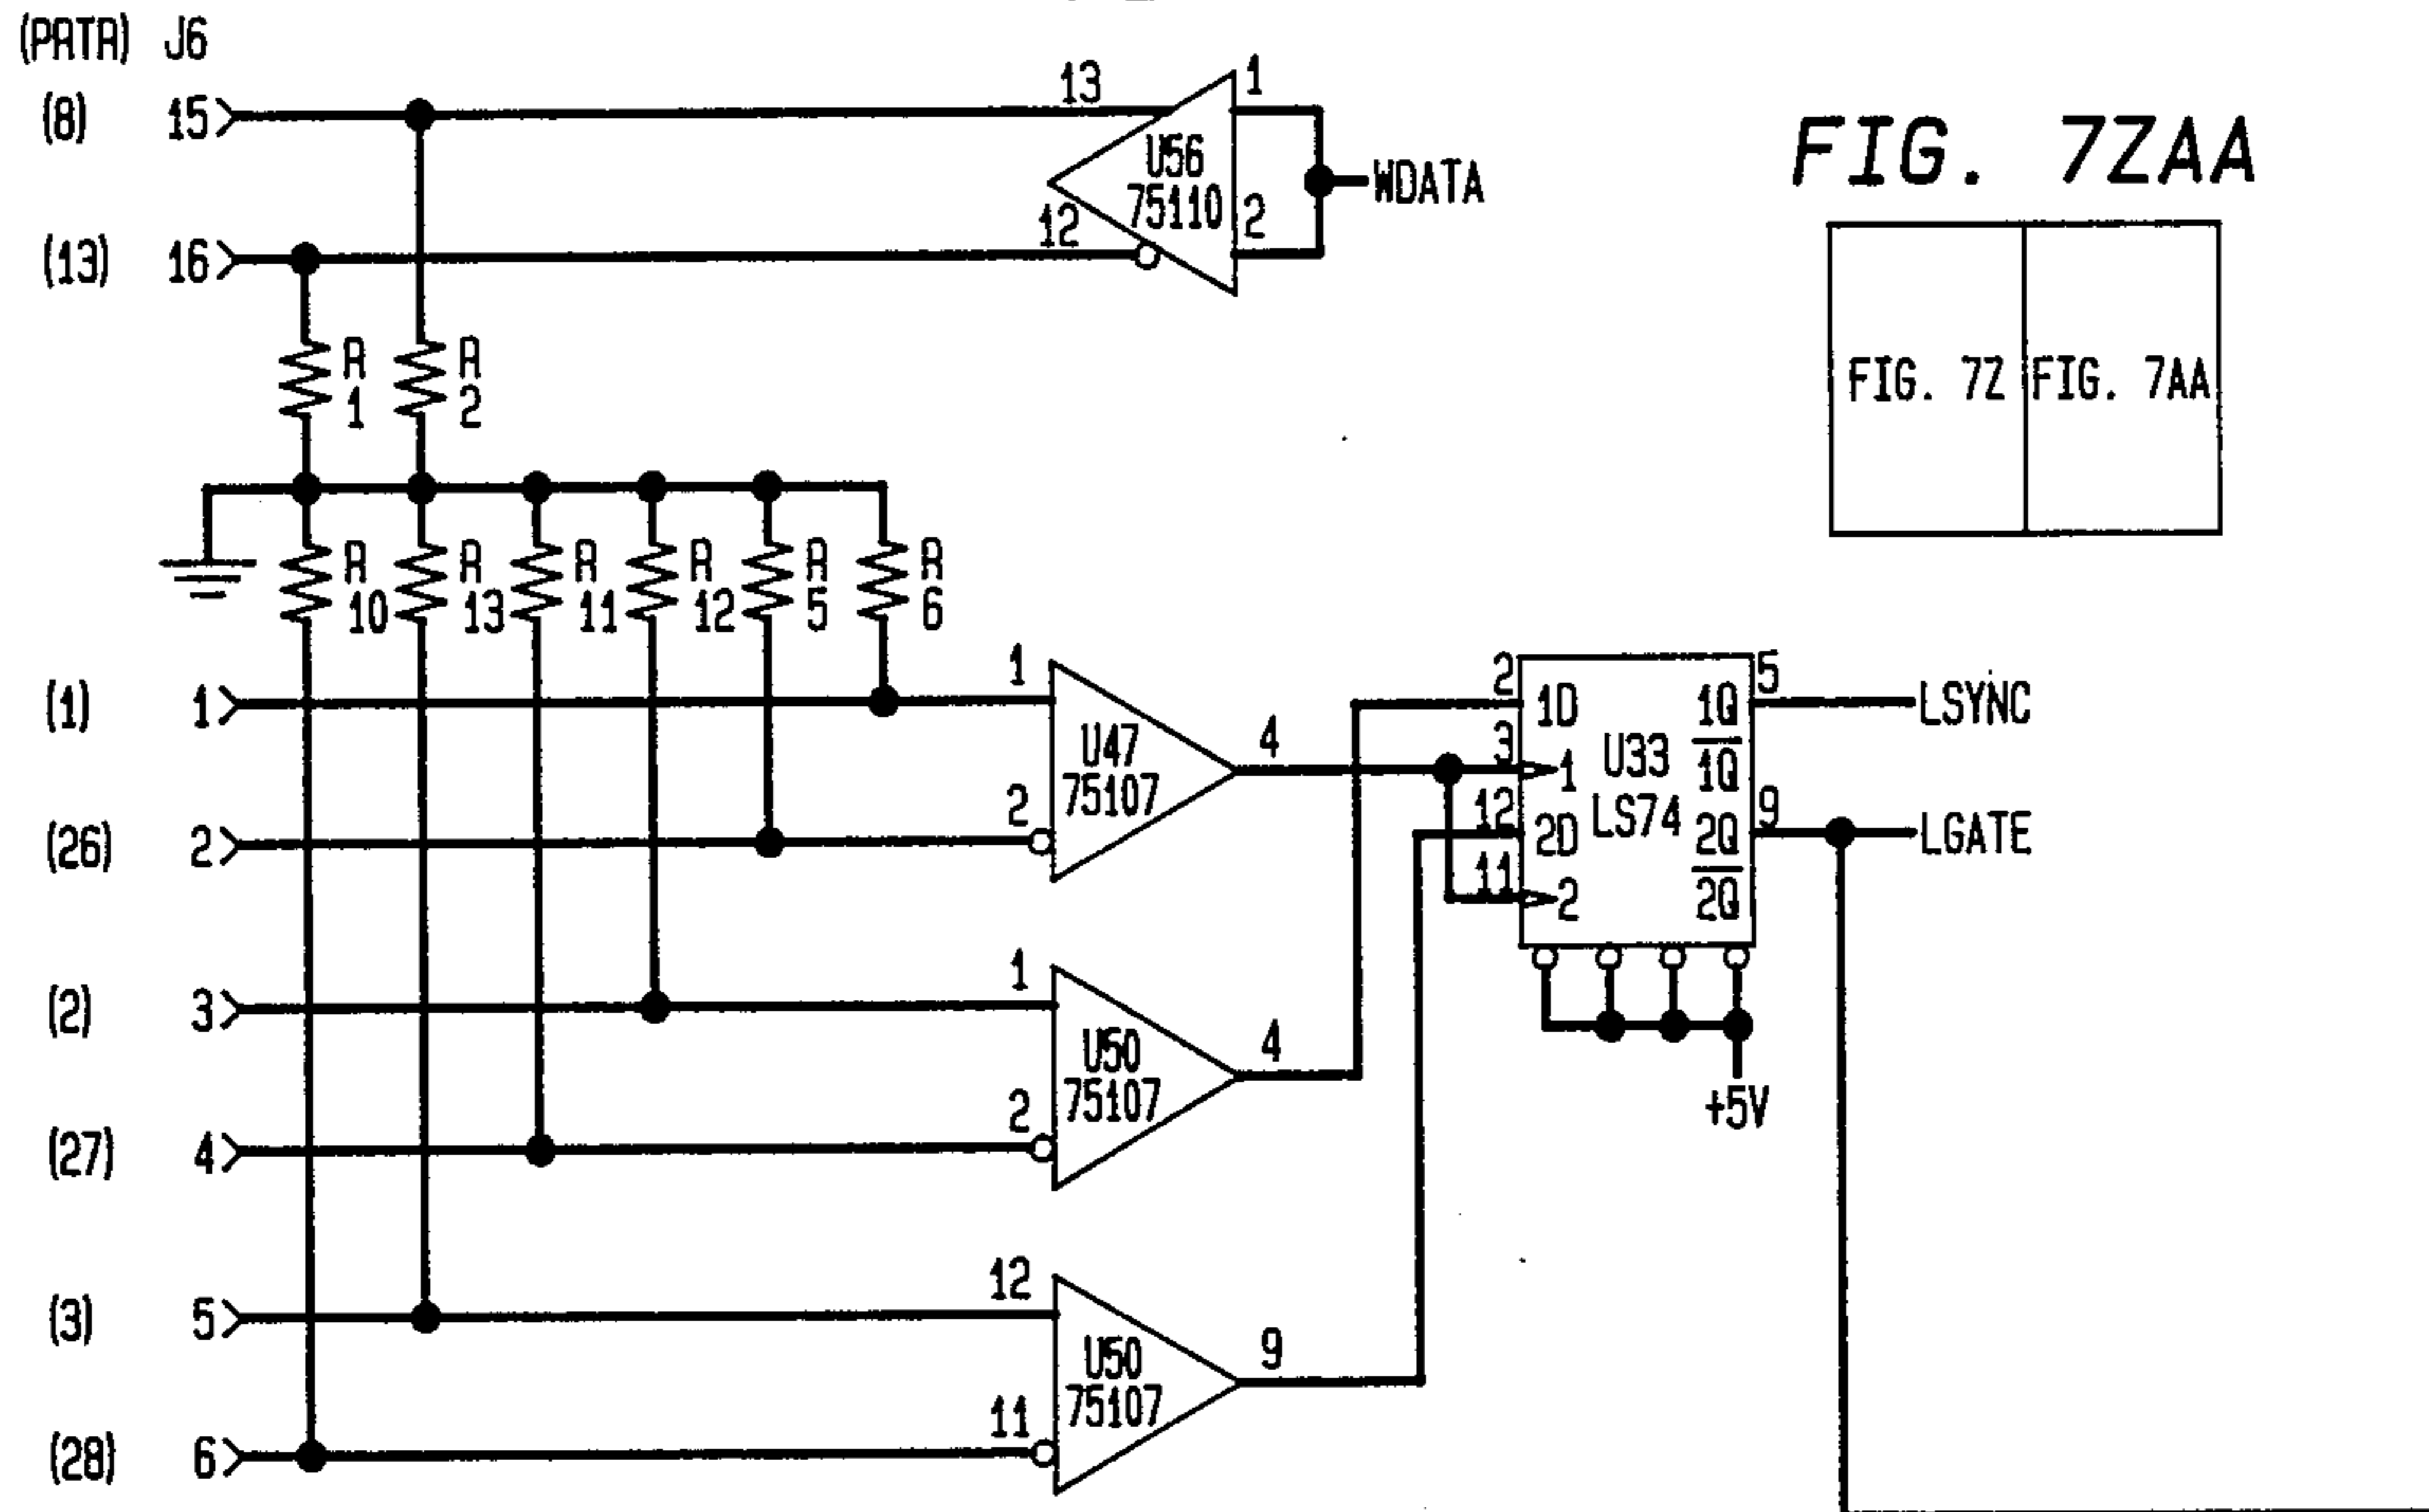 (PATA) J6
(8) 15
13
1
U56
75110
WDATA
12
2
(13) 16
FIG. 7ZAA
FIG. 7Z
FIG. 7AA
R
1
R
2
R
10
R
13
R
11
R
12
R
5
R
6
(1) 1
1
U47
75107
4
(26) 2
2
2
1D
1Q
5
LSYNC
3
1
U33
LS74
1Q
12
2D
2Q
9
LGATE
11
2
2Q
+5V
(2) 3
1
U50
75107
4
(27) 4
2
(3) 5
12
U50
75107
9
(28) 6
11